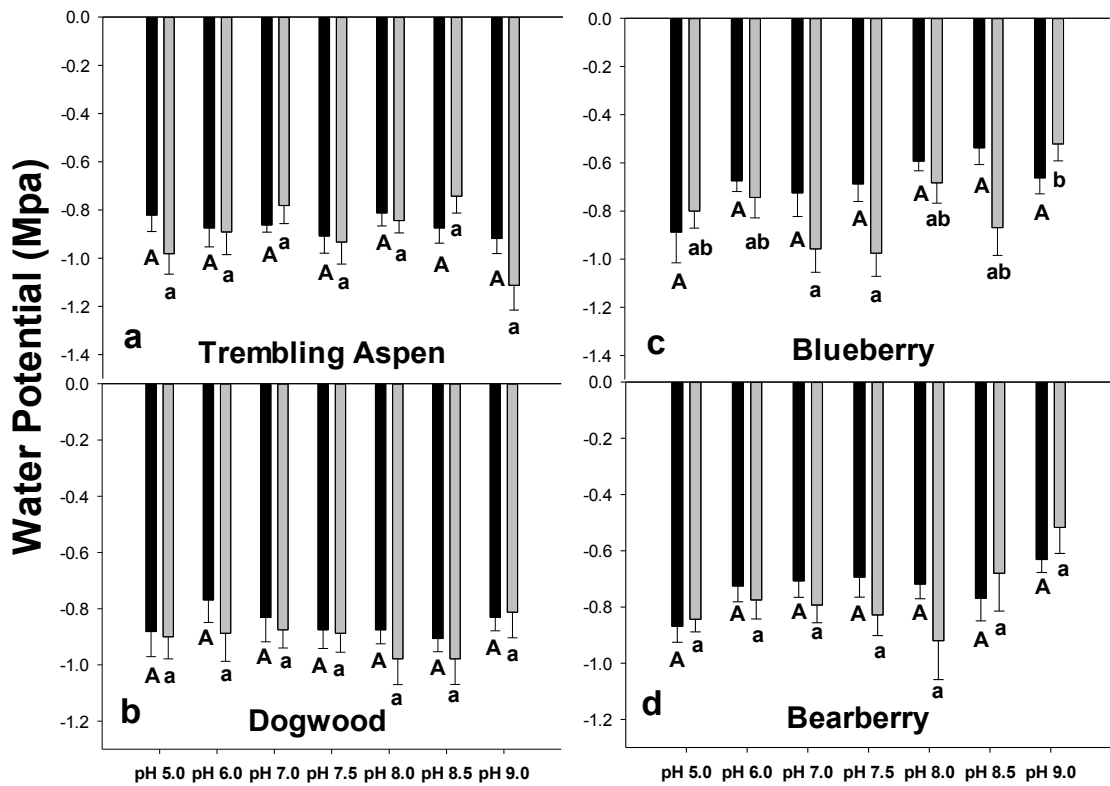 Water Potential (Mpa)
0.0
-0.2
-0.4
-0.6
-0.8
-1.0
-1.2
-1.4
A a A a A a A a A a A a A a
a
Trembling Aspen
0.0
-0.2
-0.4
-0.6
-0.8
-1.0
-1.2
A a A a A a A a A a A a A a
b
Dogwood
pH 5.0 pH 6.0 pH 7.0 pH 7.5 pH 8.0 pH 8.5 pH 9.0
0.0
-0.2
-0.4
-0.6
-0.8
-1.0
-1.2
-1.4
A ab A ab A a A a A ab A ab A b
c
Blueberry
0.0
-0.2
-0.4
-0.6
-0.8
-1.0
-1.2
A a A a A a A a A a A a A a
d
Bearberry
pH 5.0 pH 6.0 pH 7.0 pH 7.5 pH 8.0 pH 8.5 pH 9.0